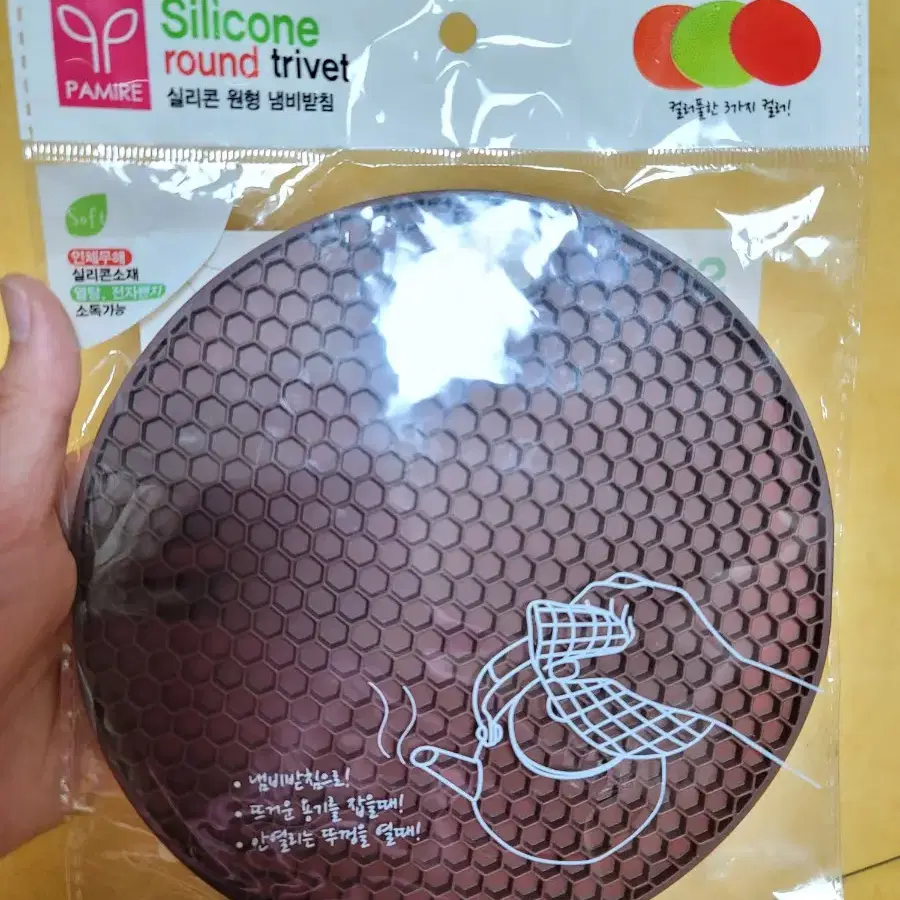 PAMIRE
Silicone
round trivet
실리콘 원형 냄비받침
컬러풀한 3가지 컬러!
Soft
인체무해
실리콘소재
열탕, 전자렌지
소독가능
• 냄비받침으로!
• 뜨거운 용기를 잡을때!
• 안열리는 뚜껑을 열때!